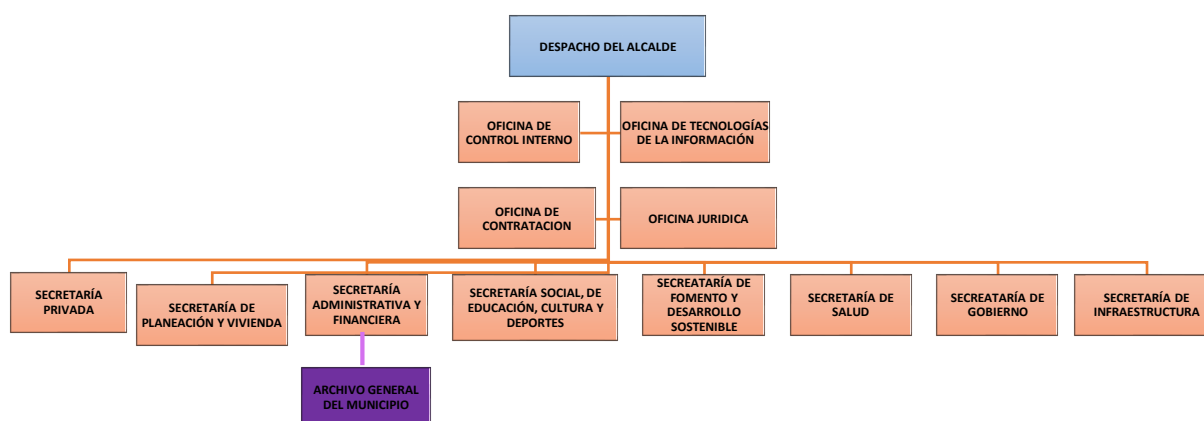 DESPACHO DEL ALCALDE
OFICINA DE
CONTROL INTERNO
OFICINA DE TECNOLOGÍAS
DE LA INFORMACIÓN
OFICINA DE
CONTRATACION
OFICINA JURIDICA
SECRETARÍA
PRIVADA
SECRETARÍA DE
PLANEACIÓN Y VIVIENDA
SECRETARÍA
ADMINISTRATIVA Y
FINANCIERA
SECRETARÍA SOCIAL, DE
EDUCACIÓN, CULTURA Y
DEPORTES
SECREATARÍA DE
FOMENTO Y
DESARROLLO
SOSTENIBLE
SECRETARÍA DE
SALUD
SECREATARÍA DE
GOBIERNO
SECRETARÍA DE
INFRAESTRUCTURA
ARCHIVO GENERAL
DEL MUNICIPIO